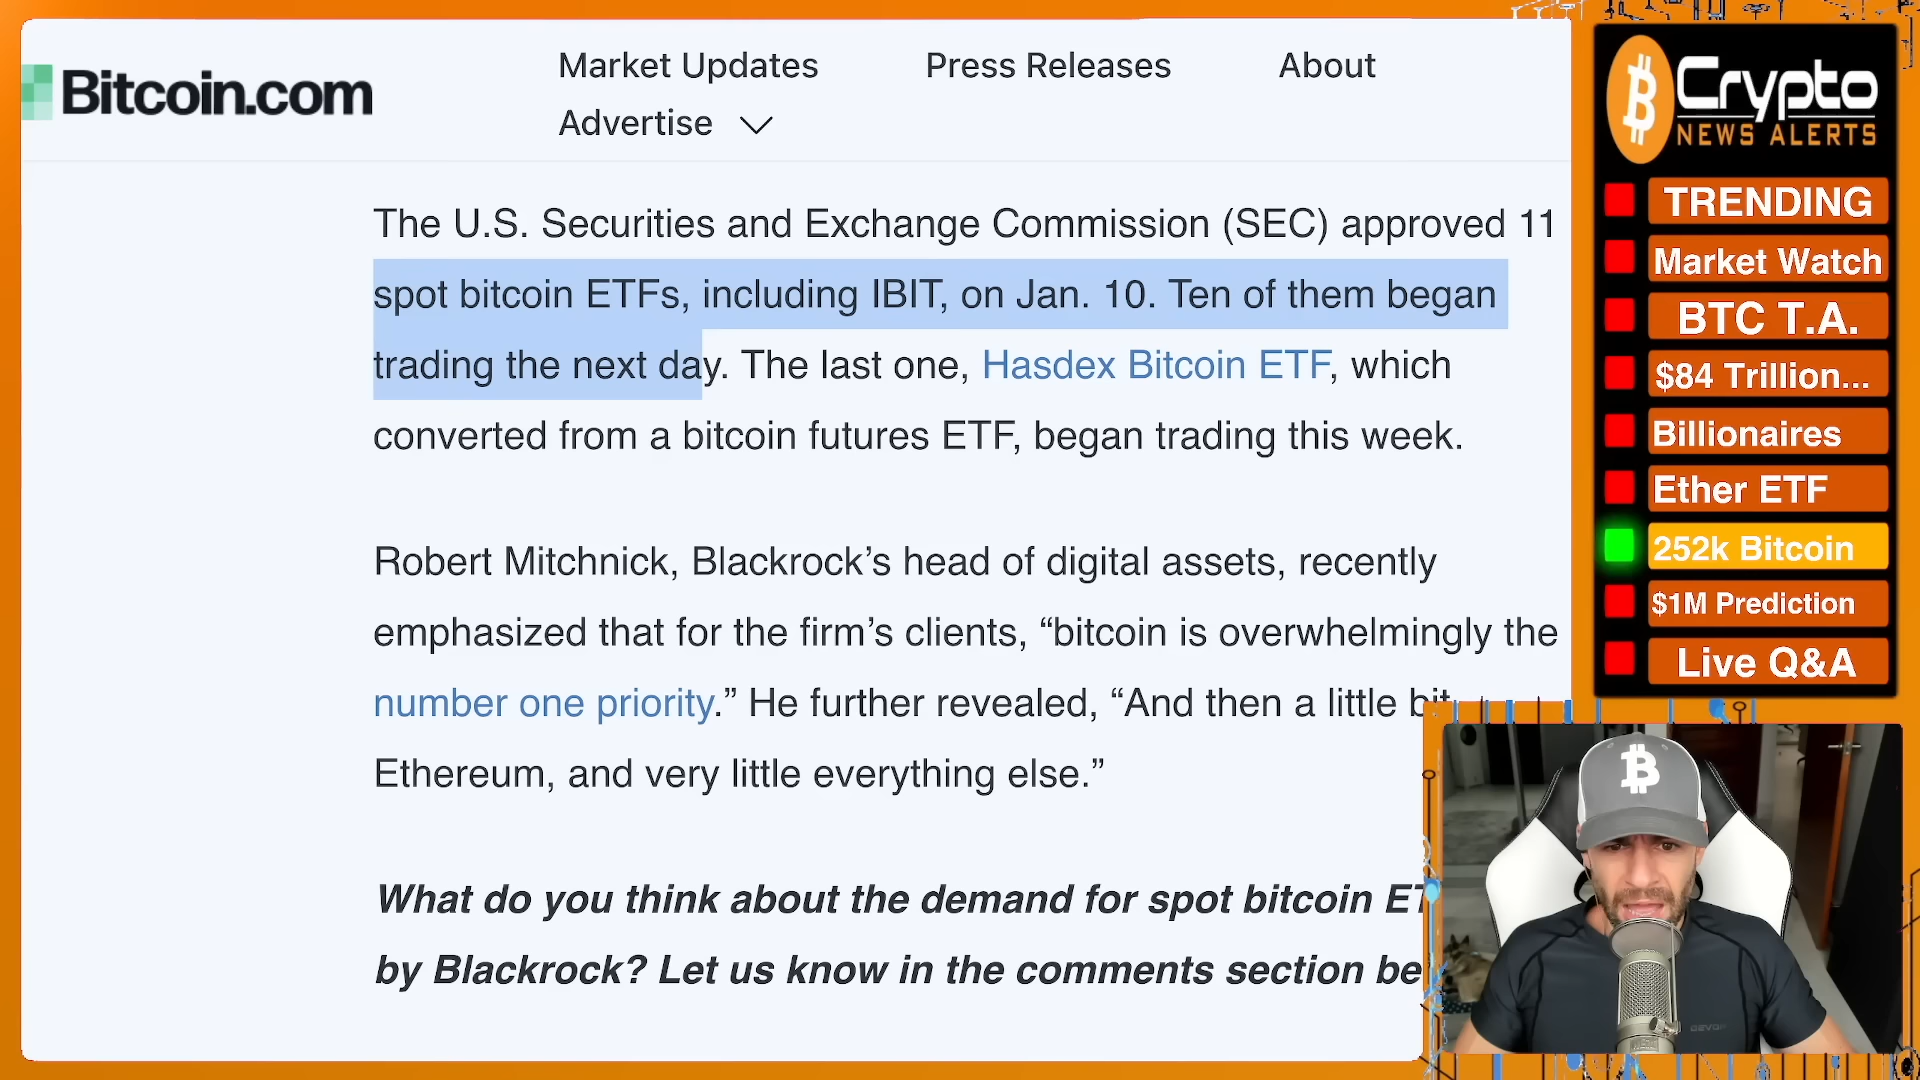 Bitcoin.com
Market Updates
Press Releases
About
Advertise
The U.S. Securities and Exchange Commission (SEC) approved 11
spot bitcoin ETFs, including IBIT, on Jan. 10. Ten of them began
trading the next day. The last one, Hasdex Bitcoin ETF, which
converted from a bitcoin futures ETF, began trading this week.
Robert Mitchnick, Blackrock’s head of digital assets, recently
emphasized that for the firm’s clients, “bitcoin is overwhelmingly the
number one priority.” He further revealed, “And then a little bit
Ethereum, and very little everything else.”
What do you think about the demand for spot bitcoin ET
by Blackrock? Let us know in the comments section be
Crypto
NEWS ALERTS
TRENDING
Market Watch
BTC T.A.
$84 Trillion...
Billionaires
Ether ETF
252k Bitcoin
$1M Prediction
Live Q&A